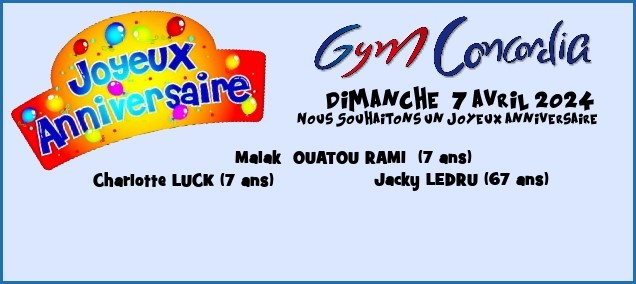 Joyeux
Anniversaire
Gym Concordia
DIMANCHE 7 AVRIL 2024
NOUS SOUHAITONS UN JOYEUX ANNIVERSAIRE
Malak OUATOU RAMI (7 ans)
Charlotte LUCK (7 ans) Jacky LEDRU (67 ans)